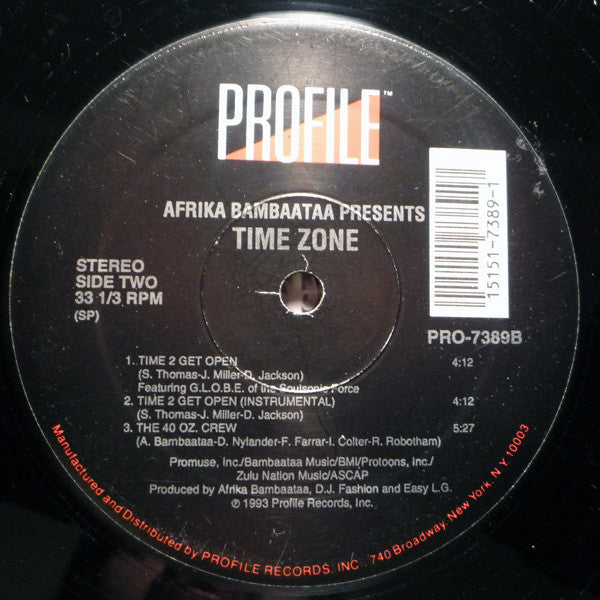 PROFILE™
AFRIKA BAMBAATAA PRESENTS
TIME ZONE
STEREO
SIDE TWO
33 1/3 RPM
(SP)
15151-7389-1
PRO-7389B
1. TIME 2 GET OPEN 4:12
(S. Thomas-J. Miller-D. Jackson)
Featuring G.L.O.B.E. of the Soulsonic Force
2. TIME 2 GET OPEN (INSTRUMENTAL) 4:12
(S. Thomas-J. Miller-D. Jackson)
3. THE 40 OZ. CREW 5:27
(A. Bambaataa-D. Nylander-F. Farrar-I. Colter-R. Robotham)
Promuse, Inc./Bambaataa Music/BMI/Protoons, Inc./
Zulu Nation Music/ASCAP
Produced by Afrika Bambaataa, D.J. Fashion and Easy L.G.
℗ 1993 Profile Records, Inc.
Manufactured and Distributed by PROFILE RECORDS. INC. 740 Broadway, New York, N Y 10003